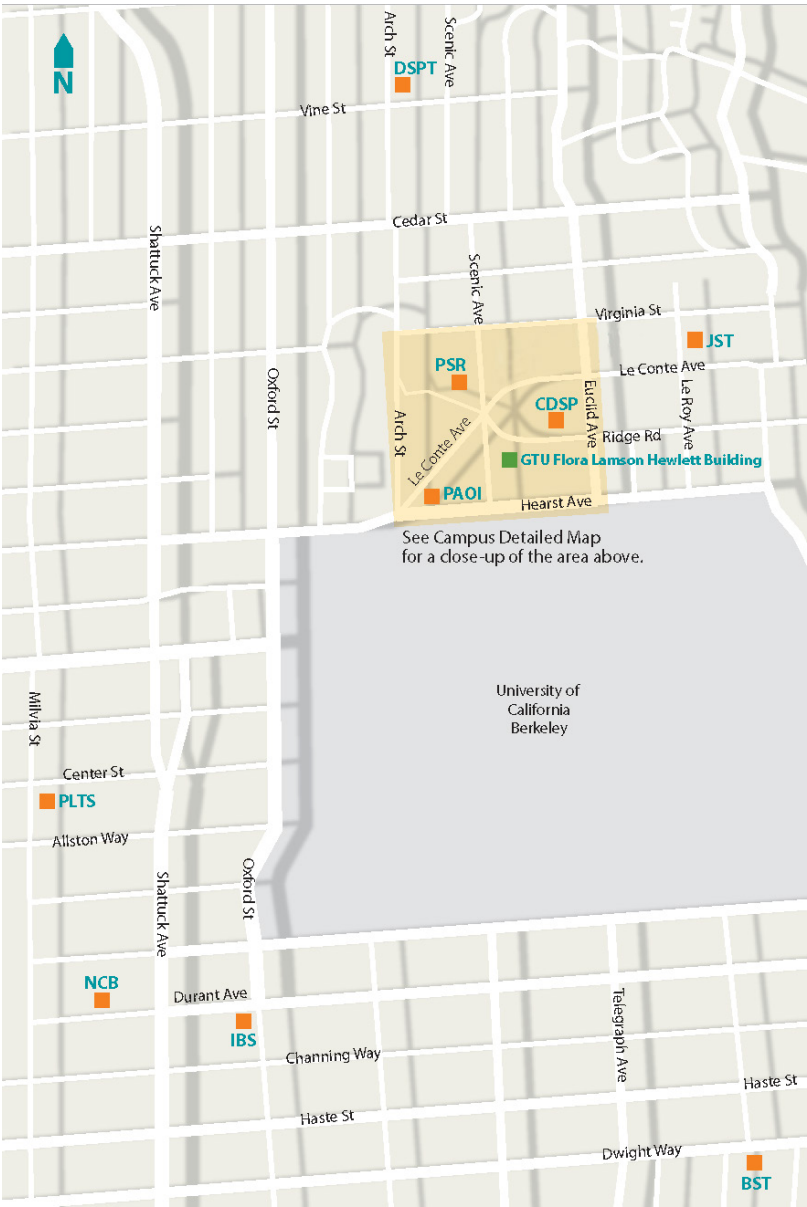 N
Arch St
Scenic Ave
DSPT
Vine St
Cedar St
Shattuck Ave
Scenic Ave
Virginia St
JST
PSR
Le Conte Ave
Oxford St
Euclid Ave
Le Roy Ave
CDSP
Arch St
Le Conte Ave
Ridge Rd
GTU Flora Lamson Hewlett Building
PAOI
Hearst Ave
See Campus Detailed Map
for a close-up of the area above.
University of
California
Berkeley
Milvia St
Center St
PLTS
Allston Way
Shattuck Ave
Oxford St
NCB
Durant Ave
IBS
Telegraph Ave
Channing Way
Haste St
Haste St
Dwight Way
BST